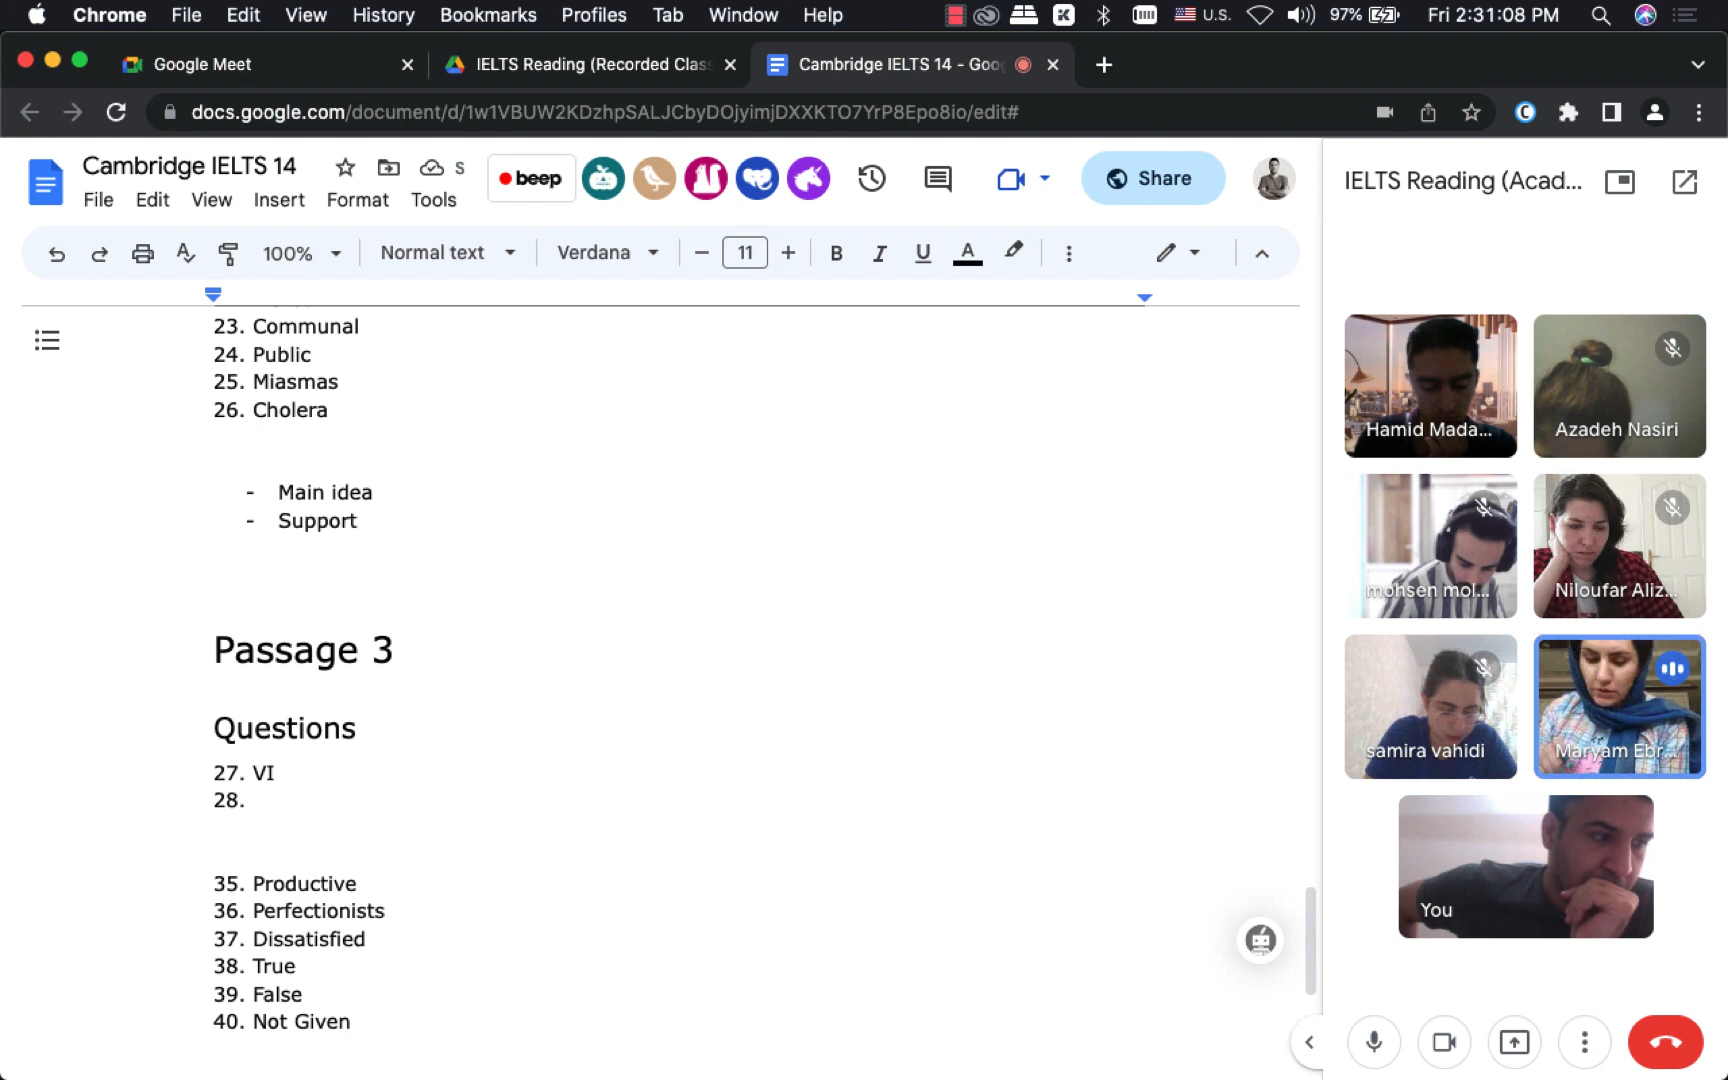 Chrome File Edit View History Bookmarks Profiles Tab Window Help K U.S. 97% Fri 2:31:08 PM
Google Meet IELTS Reading (Recorded Clas Cambridge IELTS 14 - Goo
docs.google.com/document/d/1w1VBUW2KDzhpSALJCbyDOjyimjDXXKTO7YrP8Epo8io/edit#
Cambridge IELTS 14 S beep Share
File Edit View Insert Format Tools
IELTS Reading (Acad...
100% Normal text Verdana 11 B I U A
23. Communal
24. Public
25. Miasmas
26. Cholera
- Main idea
- Support
Passage 3
Questions
27. VI
28.
35. Productive
36. Perfectionists
37. Dissatisfied
38. True
39. False
40. Not Given
Hamid Mada...
Azadeh Nasiri
mohsen mol...
Niloufar Aliz...
samira vahidi
Maryam Ebr...
You